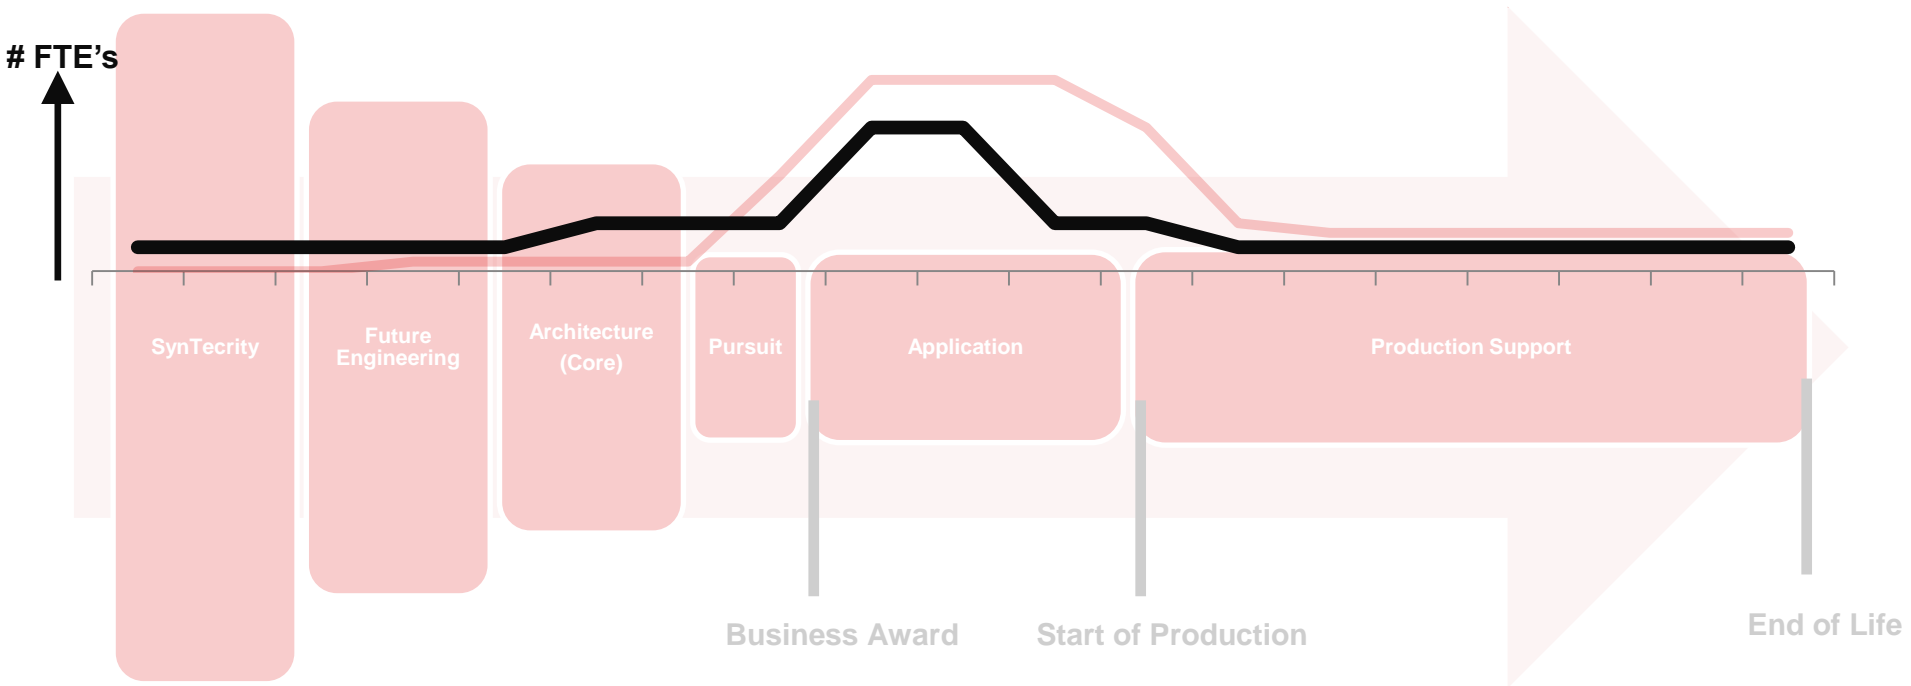 # FTE’s
SynTecrity
Future
Engineering
Architecture
(Core)
Pursuit
Application
Production Support
Business Award
Start of Production
End of Life